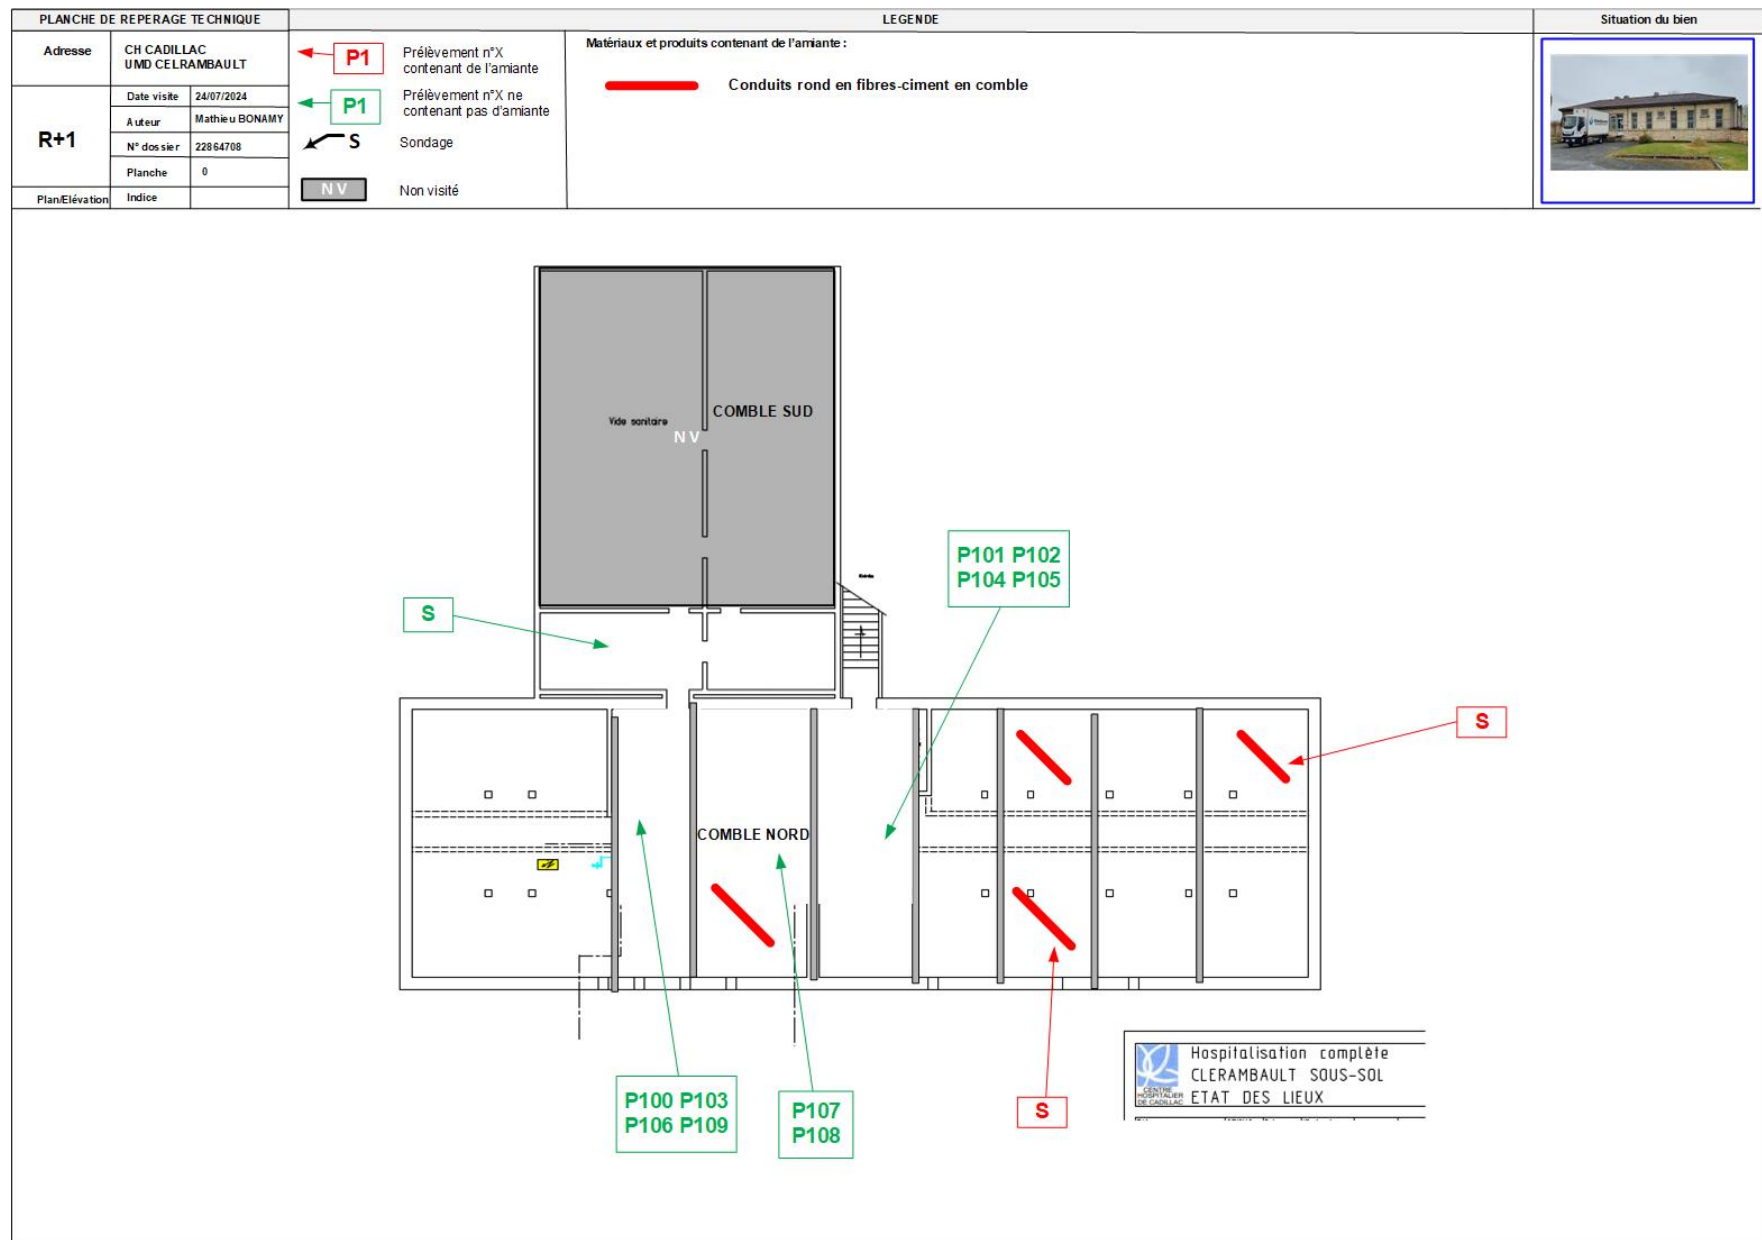 PLANCHE DE REPERAGE TECHNIQUE
LEGENDE
Situation du bien
Adresse
CH CADILLAC
UMD CELRAMBAULT
R+1
Date visite 24/07/2024
Auteur Mathieu BONAMY
N° dossier 22864708
Planche 0
Plan/Elévation Indice
P1 Prélèvement n°X
contenant de l'amiante
P1 Prélèvement n°X ne
contenant pas d'amiante
S Sondage
NV Non visité
Matériaux et produits contenant de l'amiante :
Conduits rond en fibres-ciment en comble
COMBLE SUD
Vide sanitaire
NV
P101 P102
P104 P105
S
S
COMBLE NORD
P100 P103
P106 P109
P107
P108
S
CENTRE
HOSPITALIER
DE CADILLAC
Hospitalisation complète
CLERAMBAULT SOUS-SOL
ETAT DES LIEUX